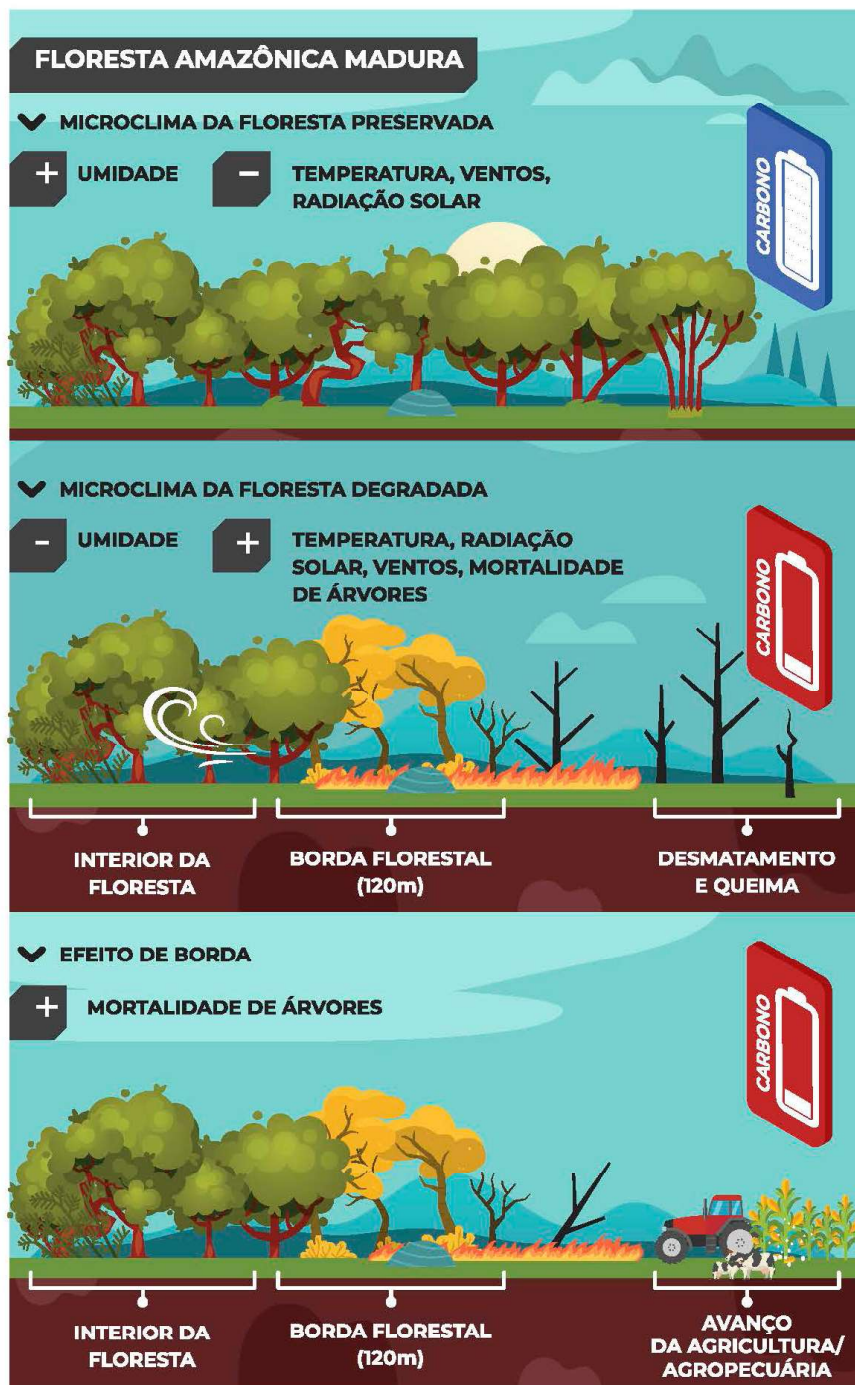 FLORESTA AMAZÔNICA MADURA
MICROCLIMA DA FLORESTA PRESERVADA
+ UMIDADE
- TEMPERATURA, VENTOS,
RADIAÇÃO SOLAR
CARBONO
MICROCLIMA DA FLORESTA DEGRADADA
- UMIDADE
+ TEMPERATURA, RADIAÇÃO
SOLAR, VENTOS, MORTALIDADE
DE ÁRVORES
CARBONO
INTERIOR DA
FLORESTA
BORDA FLORESTAL
(120m)
DESMATAMENTO
E QUEIMA
EFEITO DE BORDA
+ MORTALIDADE DE ÁRVORES
CARBONO
INTERIOR DA
FLORESTA
BORDA FLORESTAL
(120m)
AVANÇO
DA AGRICULTURA/
AGROPECUÁRIA